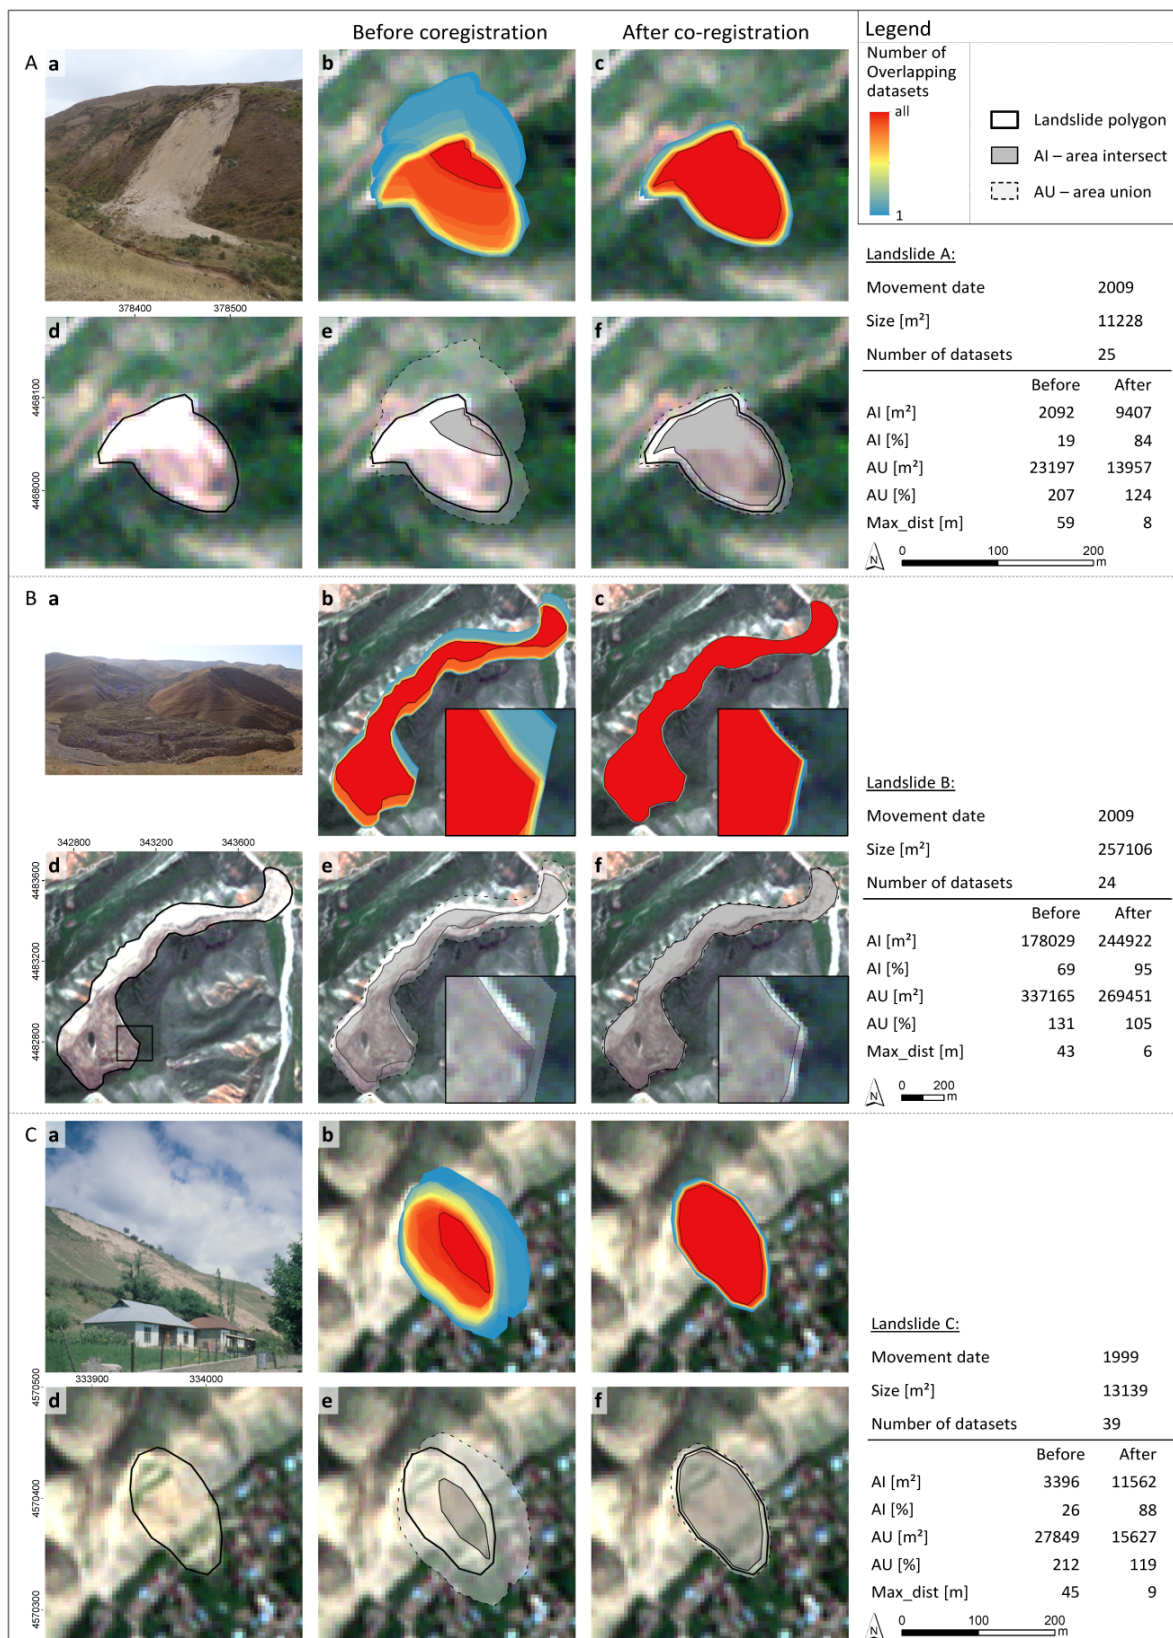 Before coregistration
After co-registration
Legend
Number of
Overlapping
datasets
all
1
Landslide polygon
AI – area intersect
AU – area union
A
a
b
c
378400
378500
d
e
f
4468100
4468000
Landslide A:
Movement date 2009
Size [m²] 11228
Number of datasets 25
Before After
AI [m²] 2092 9407
AI [%] 19 84
AU [m²] 23197 13957
AU [%] 207 124
Max_dist [m] 59 8
N
0 100 200
m
B
a
b
c
342800
343200
343600
d
e
f
4483600
4483200
4482800
Landslide B:
Movement date 2009
Size [m²] 257106
Number of datasets 24
Before After
AI [m²] 178029 244922
AI [%] 69 95
AU [m²] 337165 269451
AU [%] 131 105
Max_dist [m] 43 6
N
0 200
m
C
a
b
333900
334000
d
e
f
4570500
4570400
4570300
Landslide C:
Movement date 1999
Size [m²] 13139
Number of datasets 39
Before After
AI [m²] 3396 11562
AI [%] 26 88
AU [m²] 27849 15627
AU [%] 212 119
Max_dist [m] 45 9
N
0 100 200
m